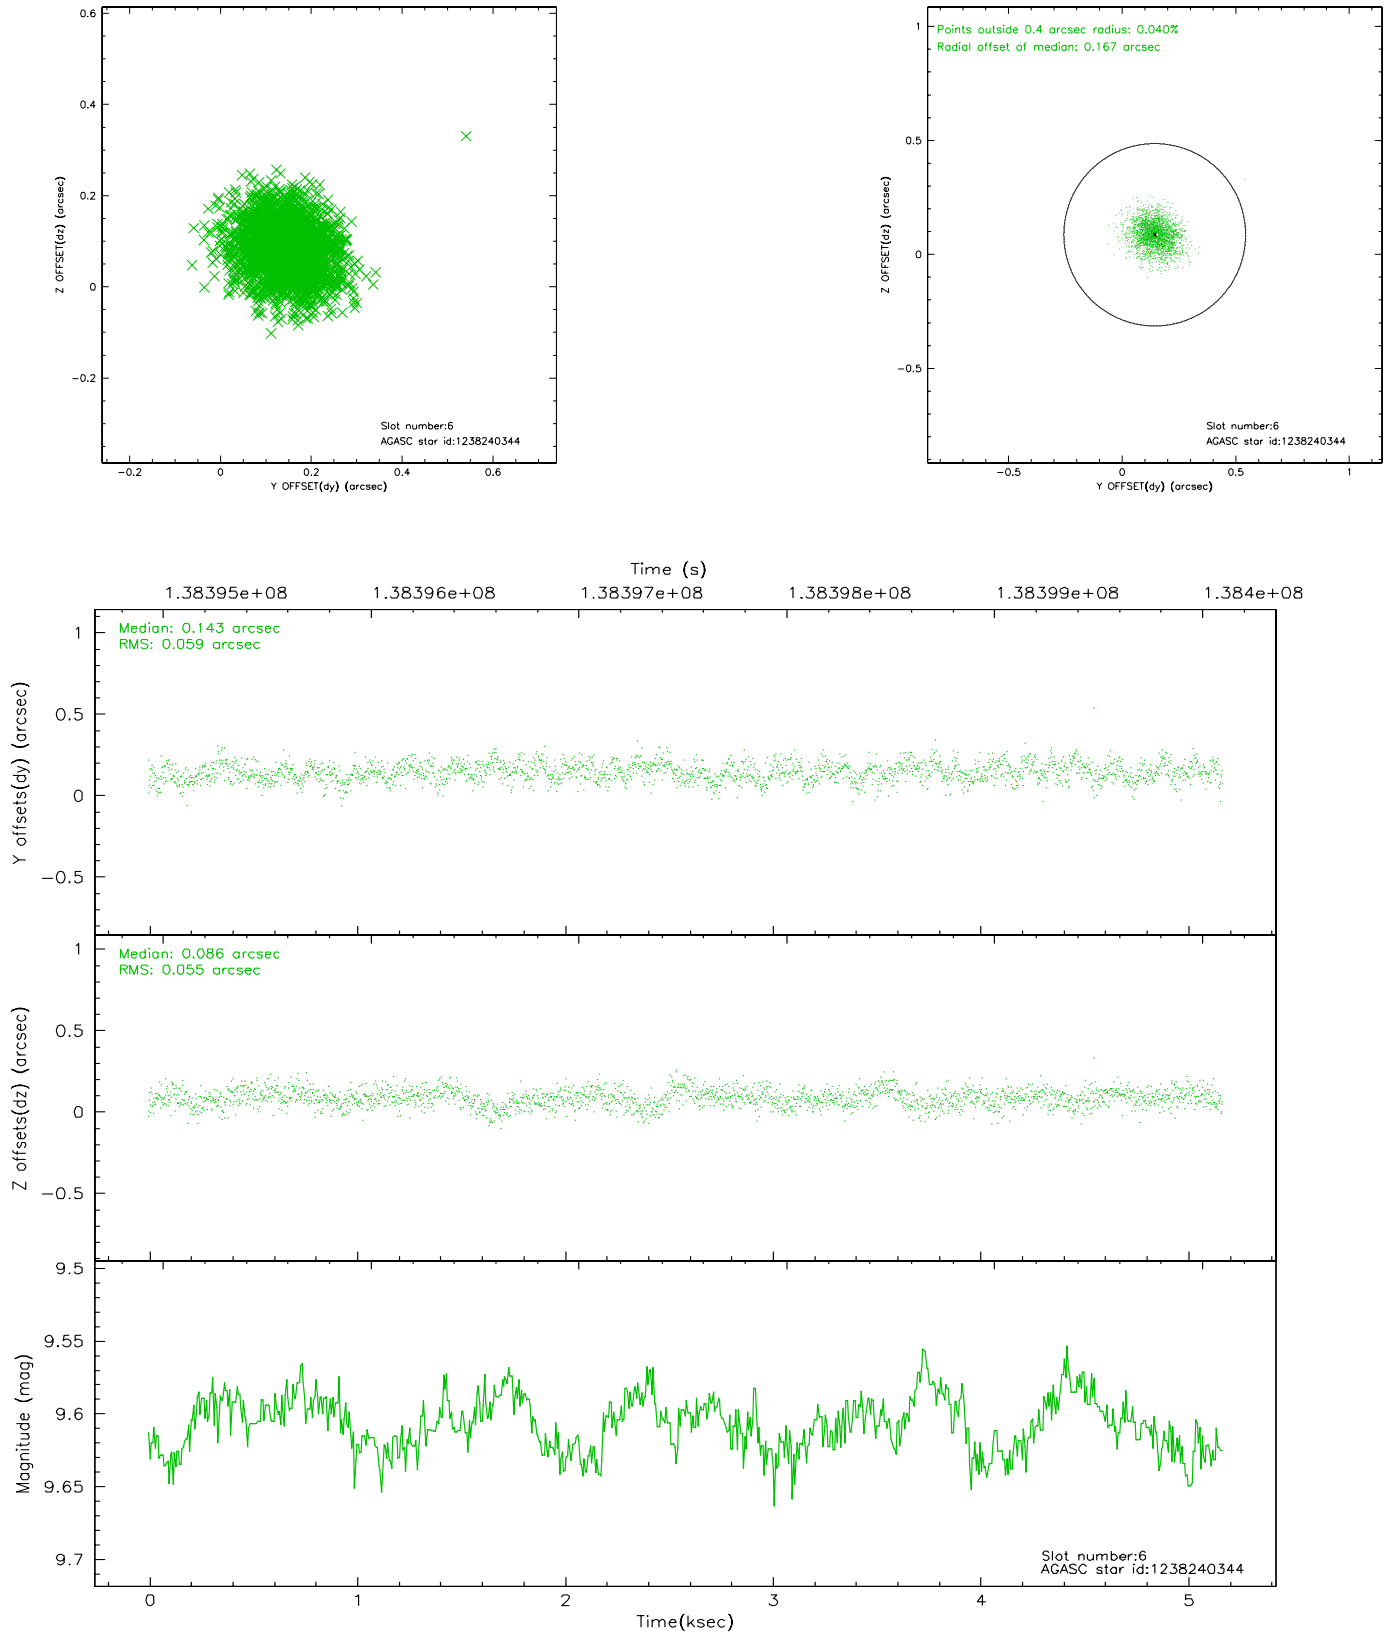 0.6
0.4
0.2
0
−0.2
Z OFFSET(dz) (arcsec)
−0.2 0 0.2 0.4 0.6
Y OFFSET(dy) (arcsec)
Slot number:6
AGASC star id:1238240344
Points outside 0.4 arcsec radius: 0.040%
Radial offset of median: 0.167 arcsec
1
0.5
0
−0.5
Z OFFSET(dz) (arcsec)
−0.5 0 0.5 1
Y OFFSET(dy) (arcsec)
Slot number:6
AGASC star id:1238240344
Time (s)
1.38395e+08 1.38396e+08 1.38397e+08 1.38398e+08 1.38399e+08 1.384e+08
Median: 0.143 arcsec
RMS: 0.059 arcsec
1
0.5
0
−0.5
Y offsets(dy) (arcsec)
Median: 0.086 arcsec
RMS: 0.055 arcsec
1
0.5
0
−0.5
Z offsets(dz) (arcsec)
9.5
9.55
9.6
9.65
9.7
Magnitude (mag)
Slot number:6
AGASC star id:1238240344
0 1 2 3 4 5
Time(ksec)